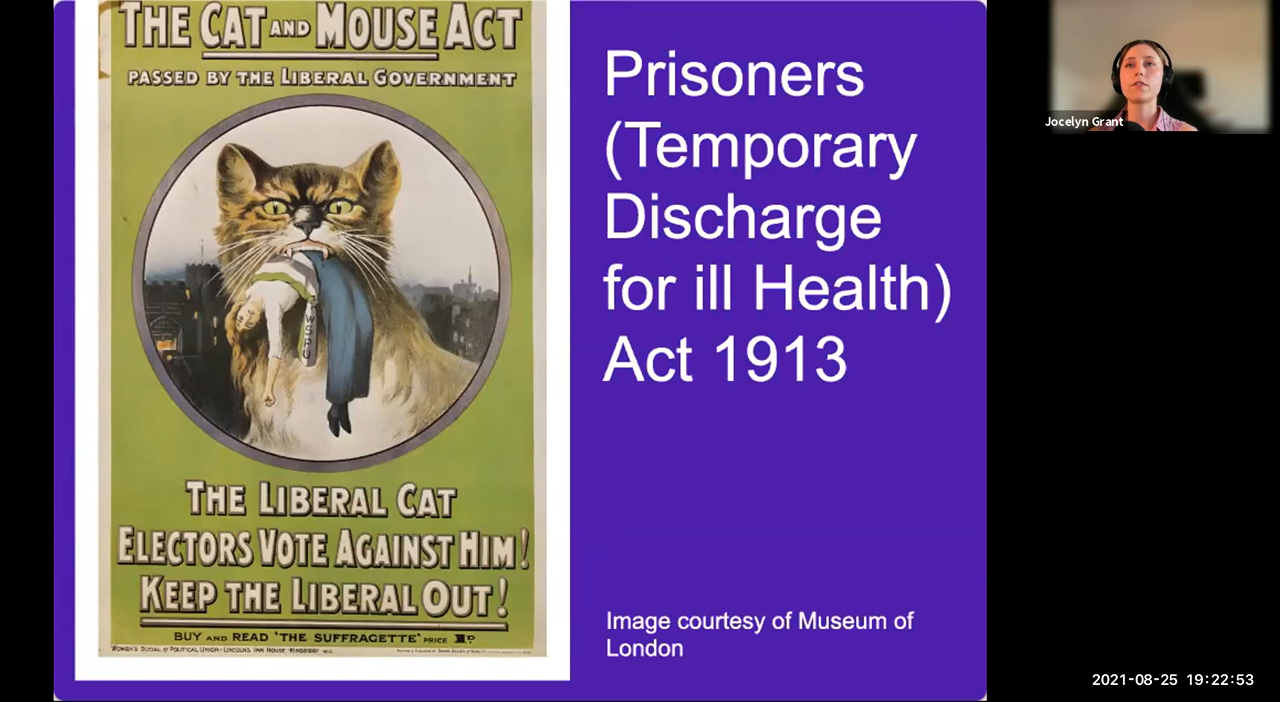 THE CAT AND MOUSE ACT
PASSED BY THE LIBERAL GOVERNMENT
WSPU
THE LIBERAL CAT
ELECTORS VOTE AGAINST HIM!
KEEP THE LIBERAL OUT!
BUY AND READ 'THE SUFFRAGETTE' PRICE 1D
WOMEN'S SOCIAL & POLITICAL UNION - LINCOLNS INN HOUSE - KINGSWAY W.C.
Prisoners
(Temporary
Discharge
for ill Health)
Act 1913
Image courtesy of Museum of
London
Jocelyn Grant
2021-08-25 19:22:53